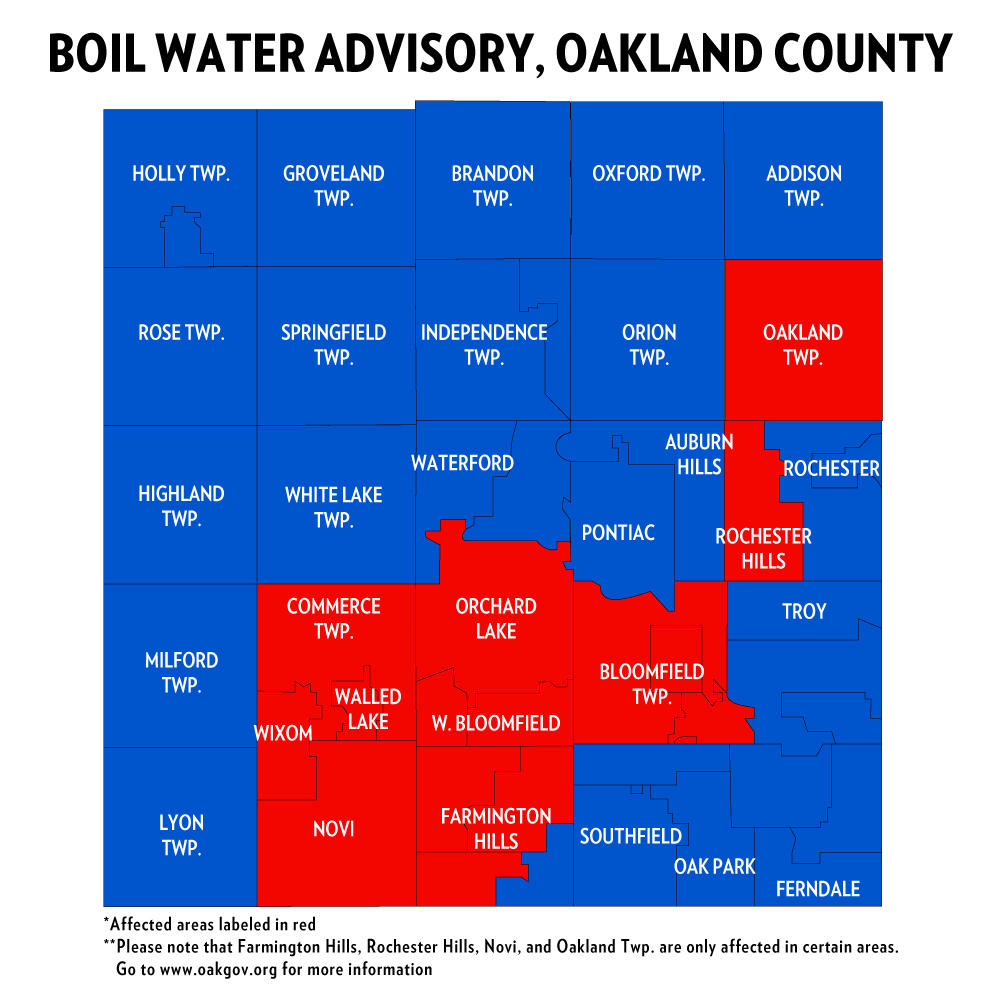 BOIL WATER ADVISORY, OAKLAND COUNTY
HOLLY TWP.
GROVELAND
TWP.
BRANDON
TWP.
OXFORD TWP.
ADDISON
TWP.
ROSE TWP.
SPRINGFIELD
TWP.
INDEPENDENCE
TWP.
ORION
TWP.
OAKLAND
TWP.
HIGHLAND
TWP.
WHITE LAKE
TWP.
WATERFORD
PONTIAC
AUBURN
HILLS
ROCHESTER
HILLS
ROCHESTER
MILFORD
TWP.
COMMERCE
TWP.
WALLED
LAKE
WIXOM
ORCHARD
LAKE
W. BLOOMFIELD
BLOOMFIELD
TWP.
TROY
LYON
TWP.
NOVI
FARMINGTON
HILLS
SOUTHFIELD
OAK PARK
FERNDALE
*Affected areas labeled in red
**Please note that Farmington Hills, Rochester Hills, Novi, and Oakland Twp. are only affected in certain areas.
Go to www.oakgov.org for more information